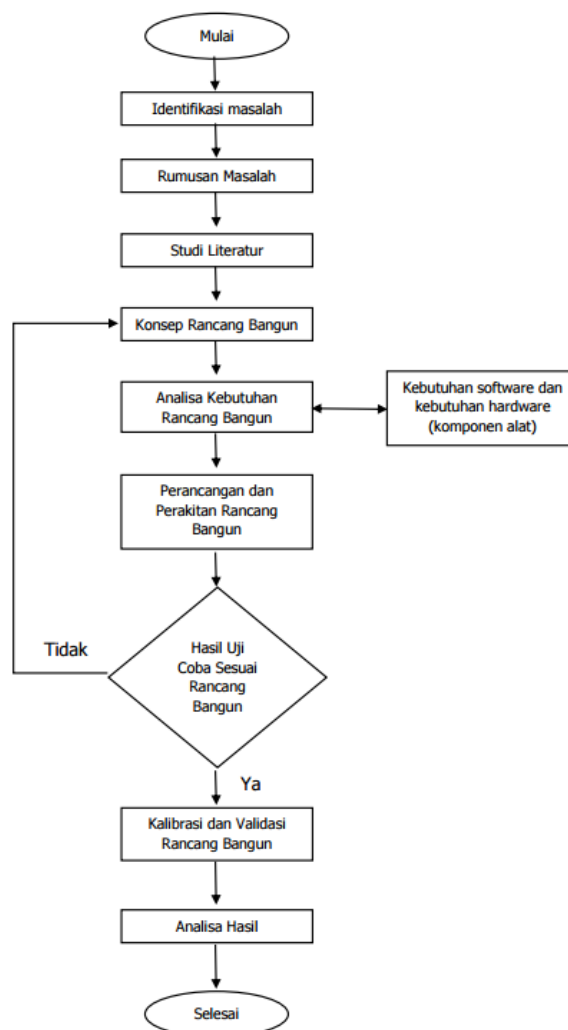 Mulai
Identifikasi masalah
Rumusan Masalah
Studi Literatur
Konsep Rancang Bangun
Analisa Kebutuhan
Rancang Bangun
Kebutuhan software dan
kebutuhan hardware
(komponen alat)
Perancangan dan
Perakitan Rancang
Bangun
Tidak
Hasil Uji
Coba Sesuai
Rancang
Bangun
Ya
Kalibrasi dan Validasi
Rancang Bangun
Analisa Hasil
Selesai